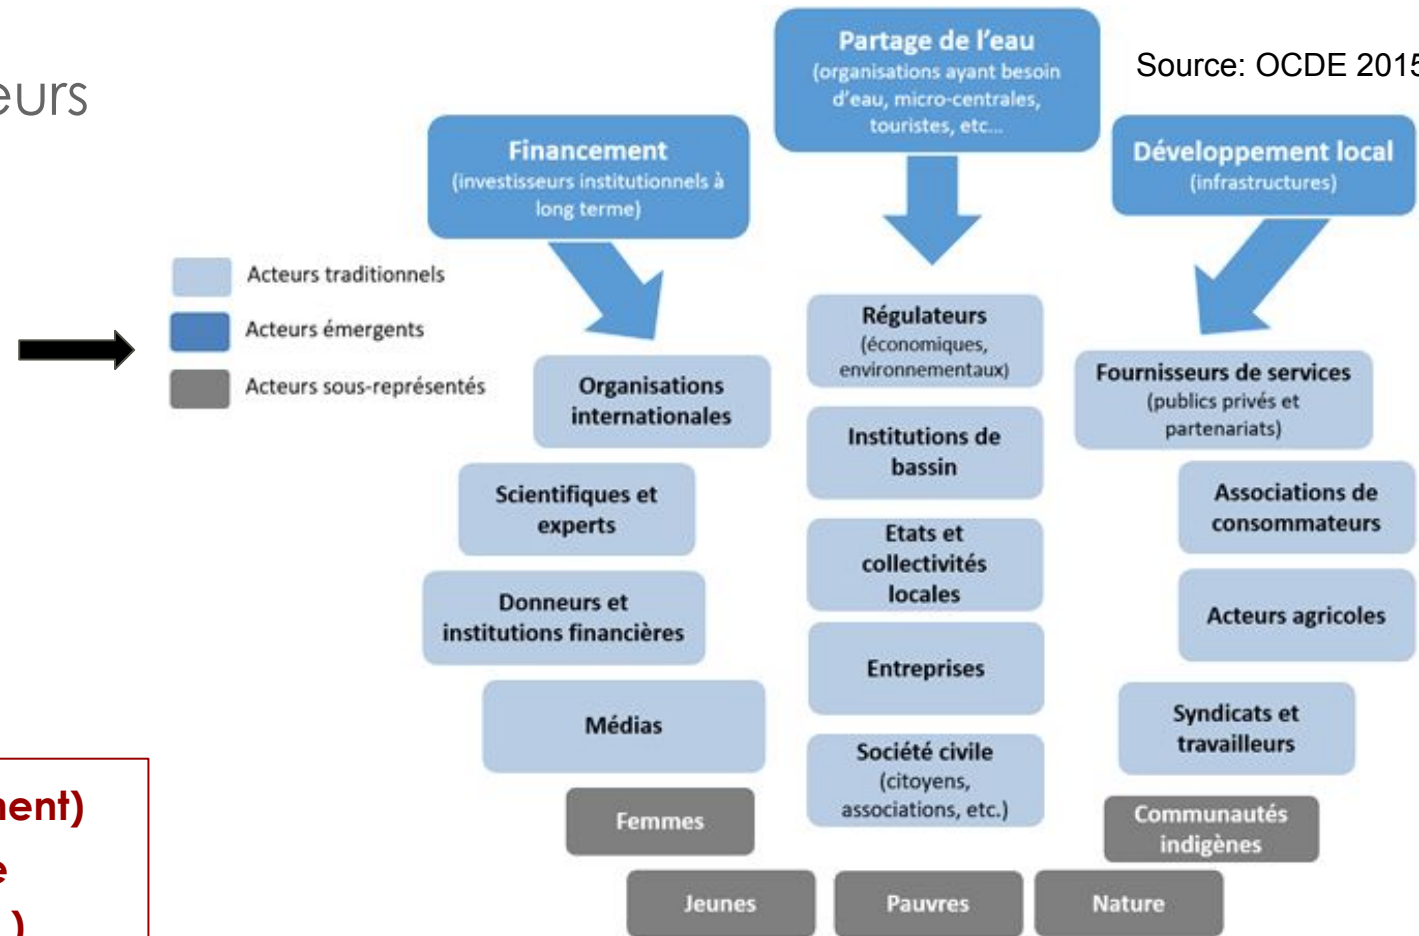 eurs
Source: OCDE 2015
Partage de l'eau
(organisations ayant besoin
d'eau, micro-centrales,
touristes, etc...
Financement
(investisseurs institutionnels à
long terme)
Développement local
(infrastructures)
Acteurs traditionnels
Acteurs émergents
Acteurs sous-représentés
Organisations
internationales
Scientifiques et
experts
Donneurs et
institutions financières
Médias
Régulateurs
(économiques,
environnementaux)
Institutions de
bassin
Etats et
collectivités
locales
Entreprises
Société civile
(citoyens,
associations, etc.)
Fournisseurs de services
(publics privés et
partenariats)
Associations de
consommateurs
Acteurs agricoles
Syndicats et
travailleurs
Femmes
Communautés
indigènes
Jeunes
Pauvres
Nature
ment)
e
)